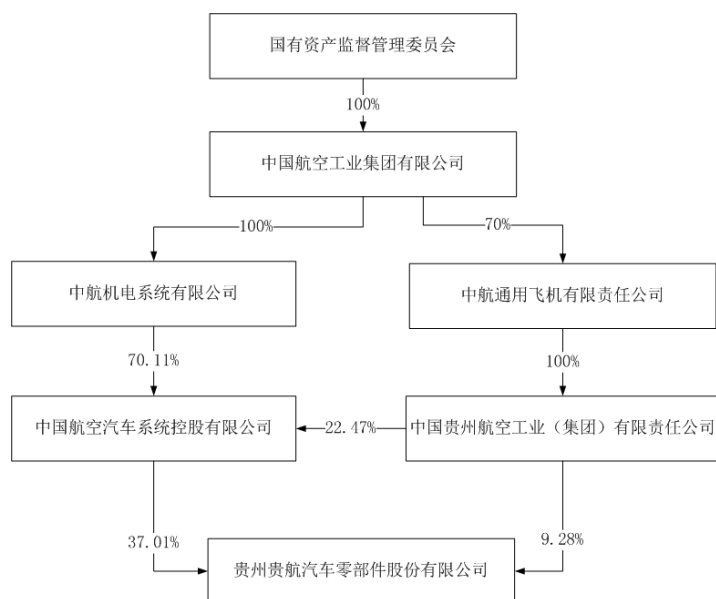 国有资产监督管理委员会
100%
中国航空工业集团有限公司
100%
70%
中航机电系统有限公司
中航通用飞机有限责任公司
70.11%
100%
中国航空汽车系统控股有限公司
22.47%
中国贵州航空工业（集团）有限责任公司
37.01%
9.28%
贵州贵航汽车零部件股份有限公司